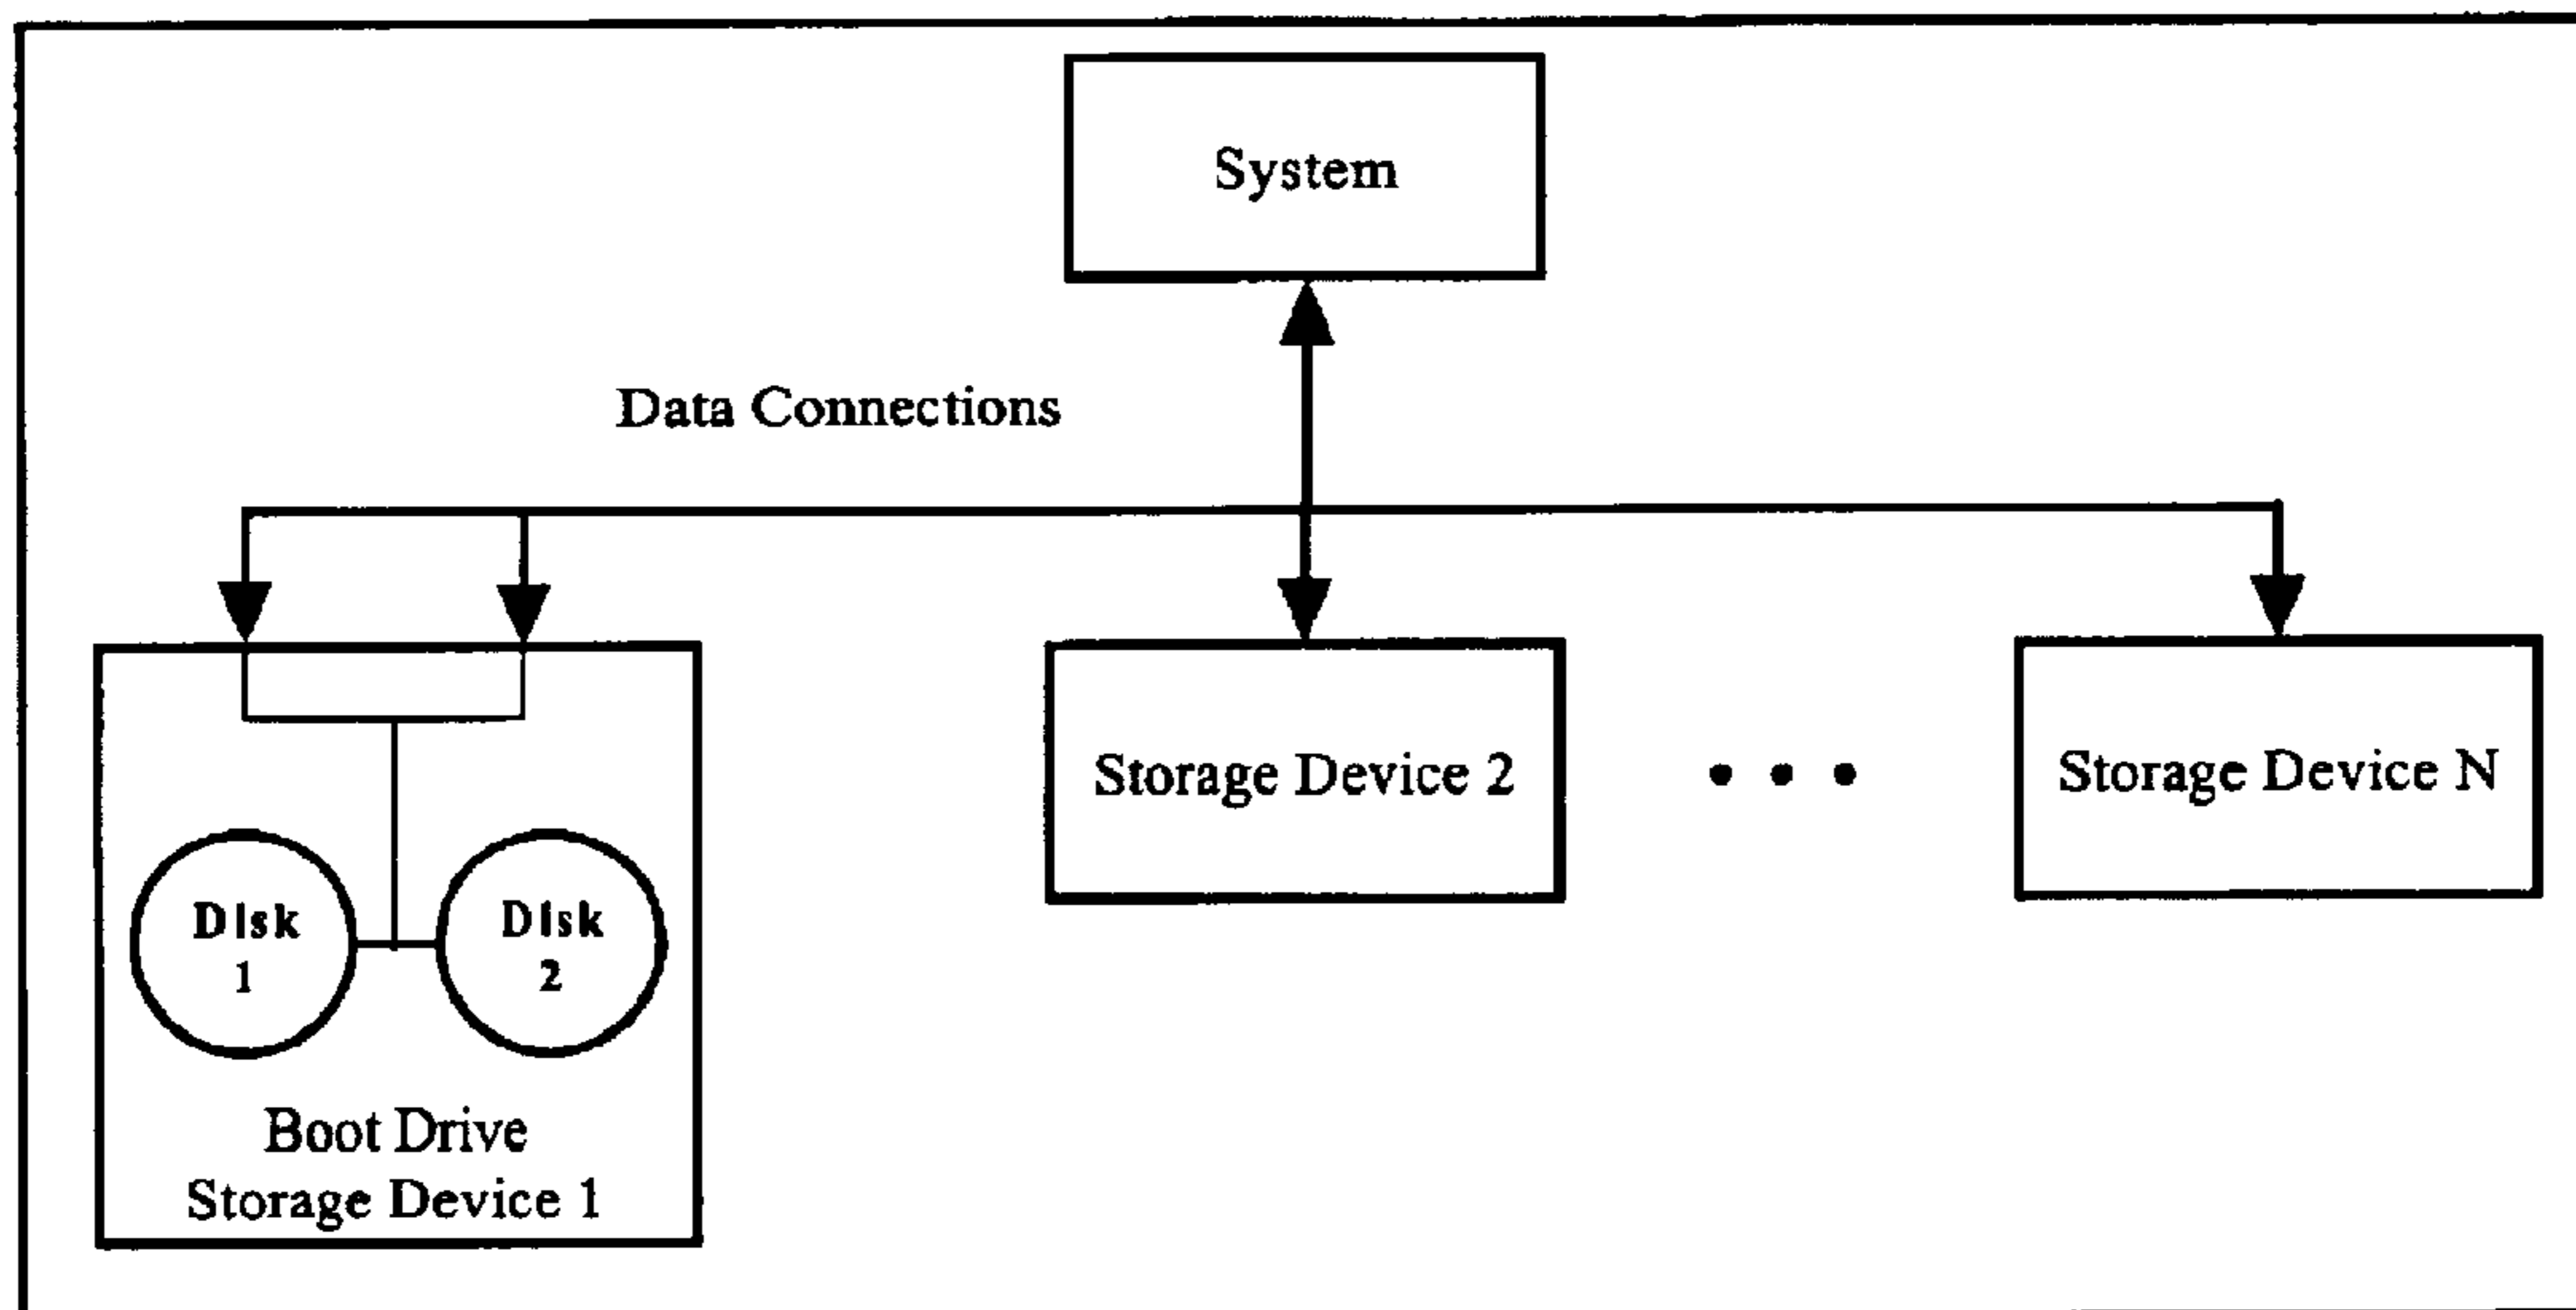 System
Data Connections
Storage Device 2
• • •
Storage Device N
Disk
1
Disk
2
Boot Drive
Storage Device 1